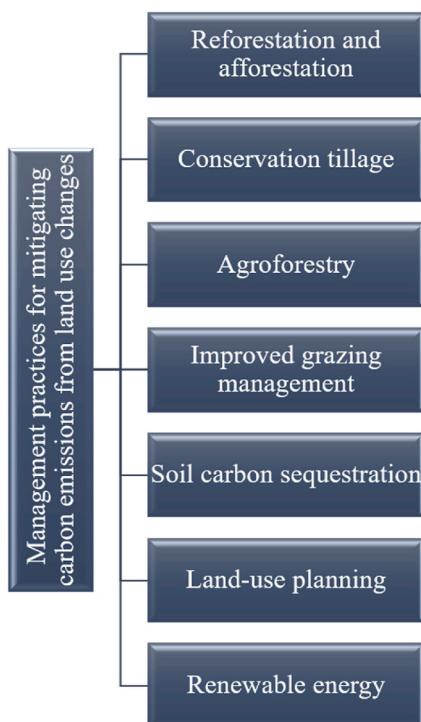 Management practices for mitigating
carbon emissions from land use changes
Reforestation and
afforestation
Conservation tillage
Agroforestry
Improved grazing
management
Soil carbon sequestration
Land-use planning
Renewable energy